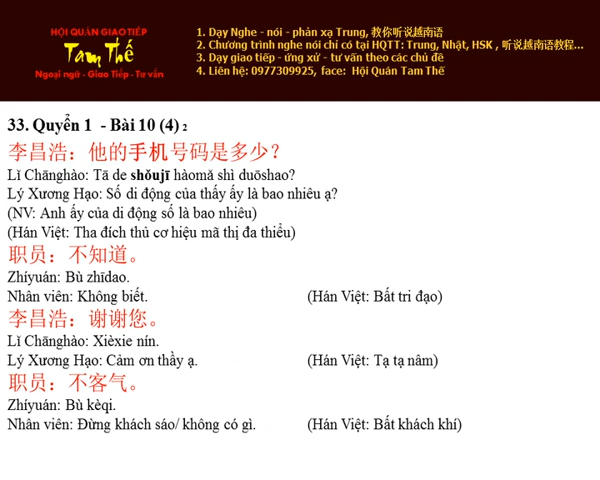 HỘI QUÁN GIAO TIẾP
Tam Thế
Ngoại ngữ - Giao Tiếp - Tư vấn
1. Dạy Nghe - nói - phản xạ Trung, 教你听说越南语
2. Chương trình nghe nói chỉ có tại HQTT: Trung, Nhật, HSK , 听说越南语教程...
3. Dạy giao tiếp - ứng xử - tư vấn theo các chủ đề
4. Liên hệ: 0977309925, face: Hội Quán Tam Thế
33. Quyển 1 - Bài 10 (4) 2
李昌浩：他的手机号码是多少？
Lǐ Chānghào: Tā de shǒujī hàomǎ shì duōshao?
Lý Xương Hạo: Số di động của thấy ấy là bao nhiêu ạ?
(NV: Anh ấy của di động số là bao nhiêu)
(Hán Việt: Tha đích thủ cơ hiệu mã thị đa thiểu)
职员：不知道。
Zhíyuán: Bù zhīdao.
Nhân viên: Không biết. (Hán Việt: Bất tri đạo)
李昌浩：谢谢您。
Lǐ Chānghào: Xièxie nín.
Lý Xương Hạo: Cảm ơn thầy ạ. (Hán Việt: Tạ tạ nâm)
职员：不客气。
Zhíyuán: Bù kèqi.
Nhân viên: Đừng khách sáo/ không có gì. (Hán Việt: Bất khách khí)